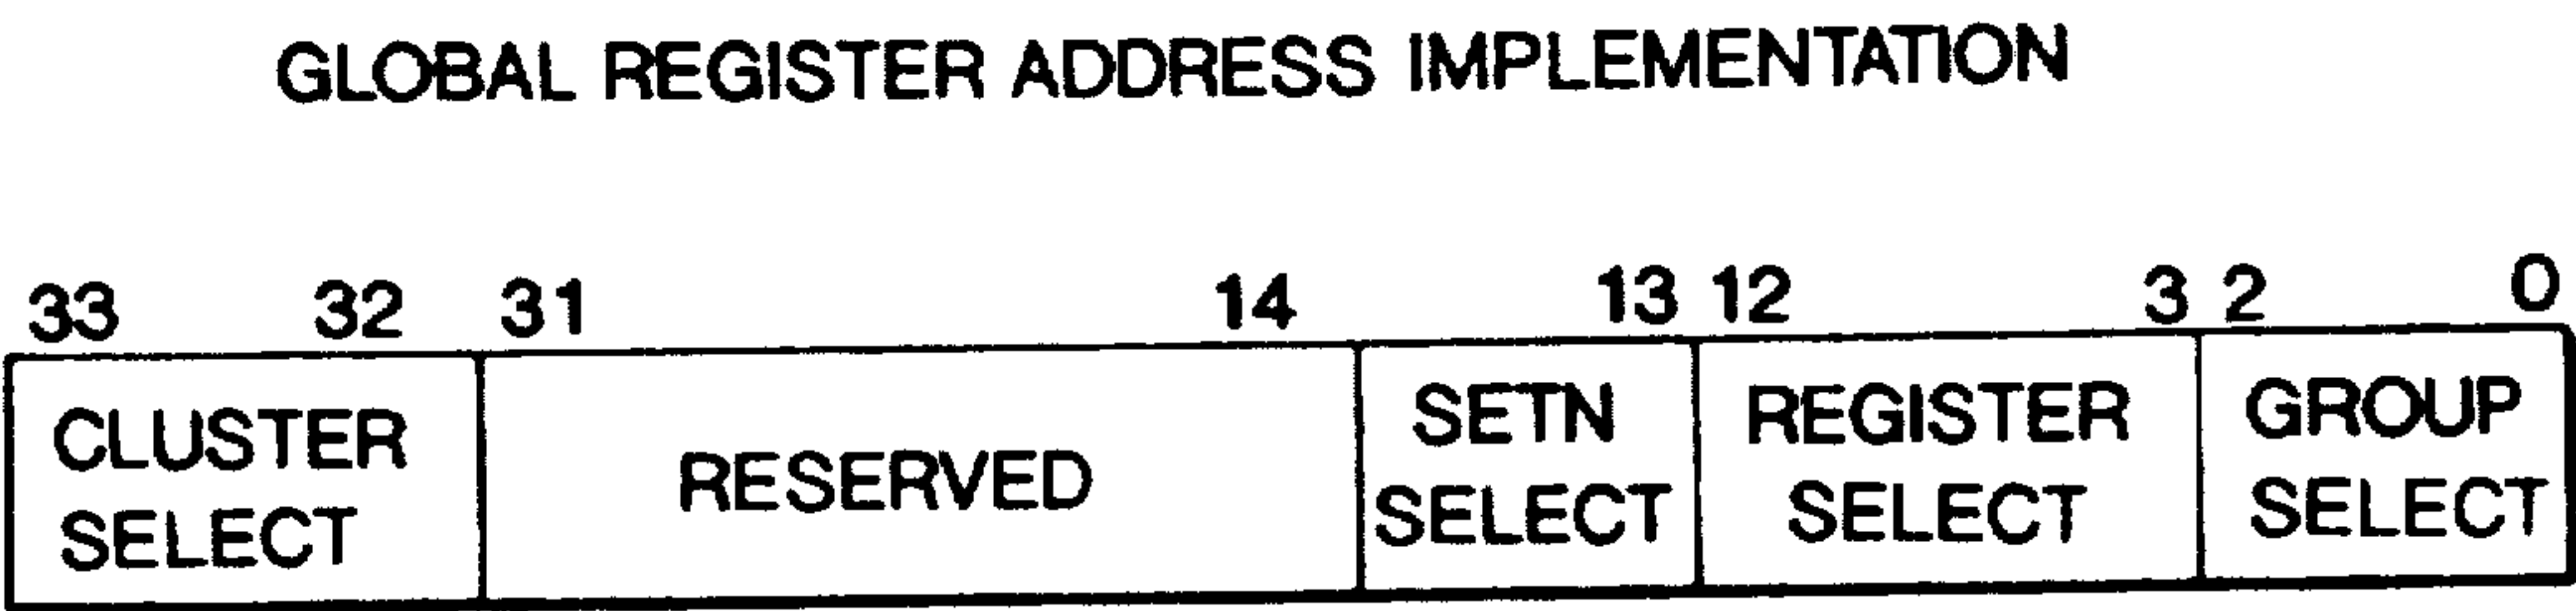 GLOBAL REGISTER ADDRESS IMPLEMENTATION
33 32 31 14 13 12 3 2 0
CLUSTER SELECT
RESERVED
SETN SELECT
REGISTER SELECT
GROUP SELECT